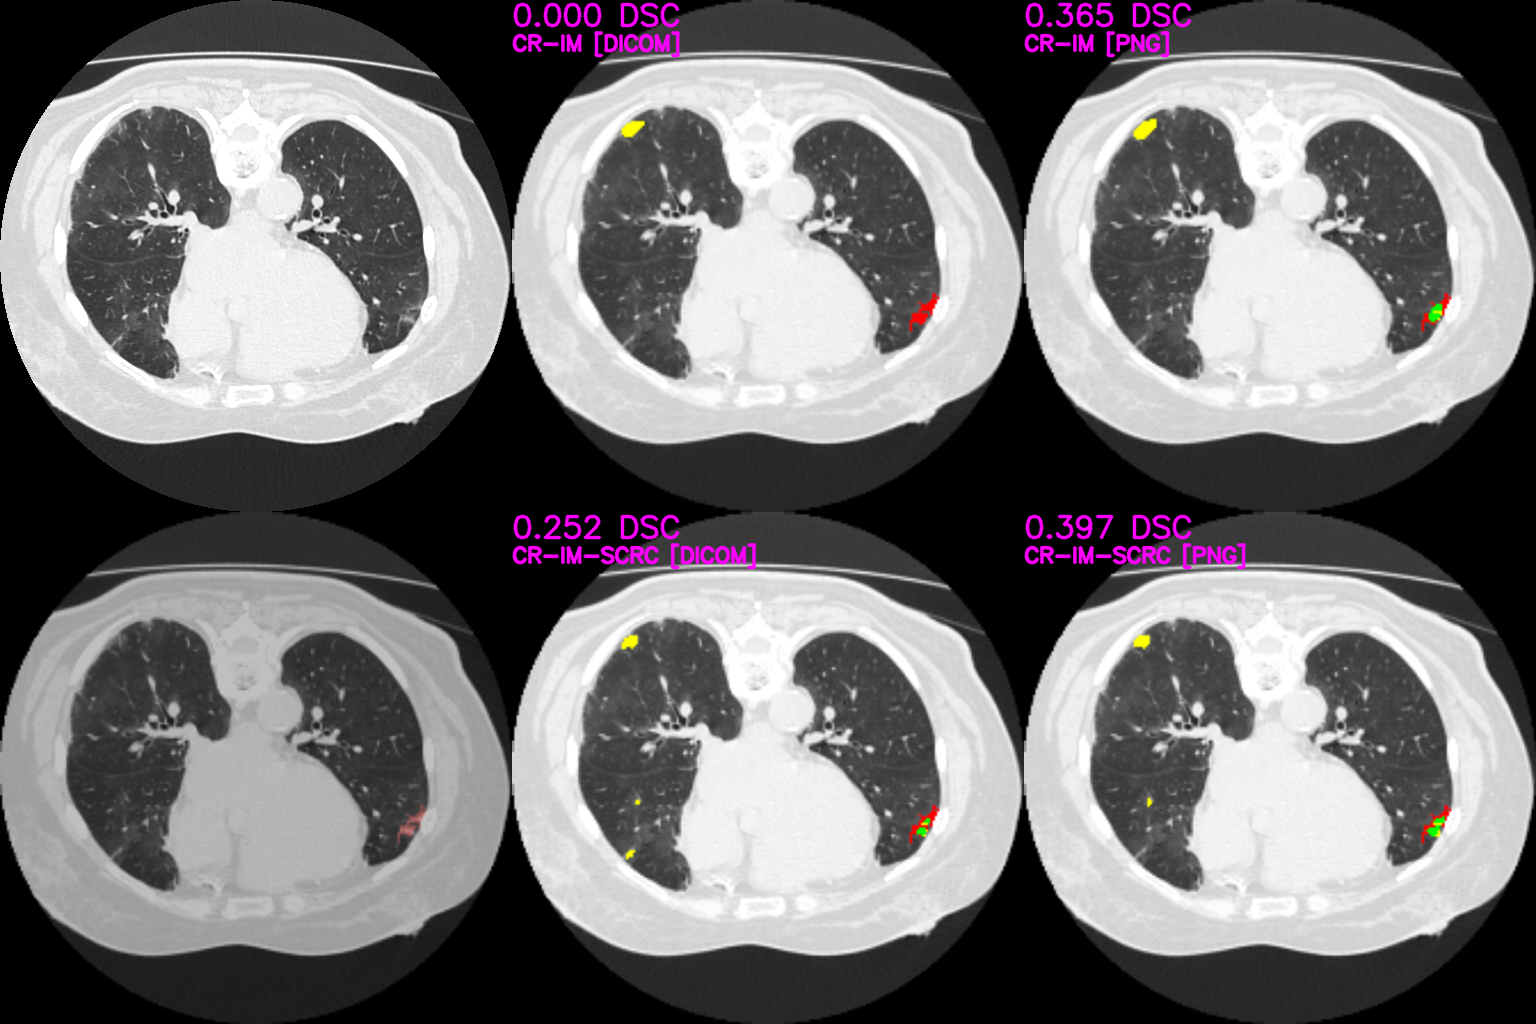 0.000 DSC
CR-IM [DICOM]
0.365 DSC
CR-IM [PNG]
0.252 DSC
CR-IM-SCRC [DICOM]
0.397 DSC
CR-IM-SCRC [PNG]